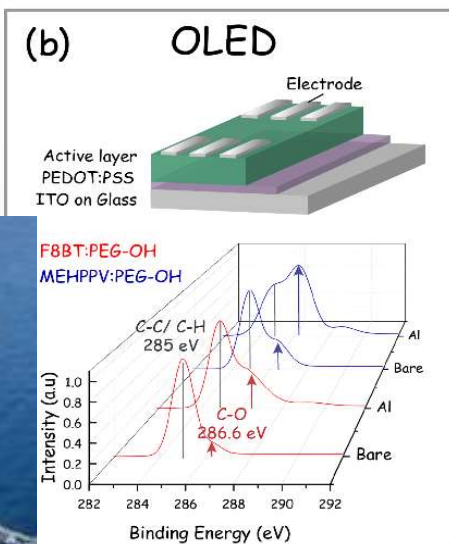 (b) OLED
Electrode
Active layer
PEDOT:PSS
ITO on Glass
F8BT:PEG-OH
MEHPPV:PEG-OH
C-C/ C-H
285 eV
C-O
286.6 eV
Al
Bare
Al
Bare
Intensity (a.u)
1.0
0.8
0.6
0.4
0.2
0.0
282 284 286 288 290 292
Binding Energy (eV)